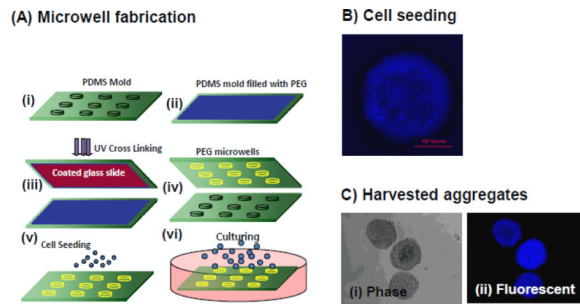 (A) Microwell fabrication
PDMS Mold
(i)
PDMS mold filled with PEG
(ii)
UV Cross Linking
Coated glass slide
(iii)
PEG microwells
(iv)
(v)
Cell Seeding
(vi)
Culturing
B) Cell seeding
C) Harvested aggregates
(i) Phase
(ii) Fluorescent